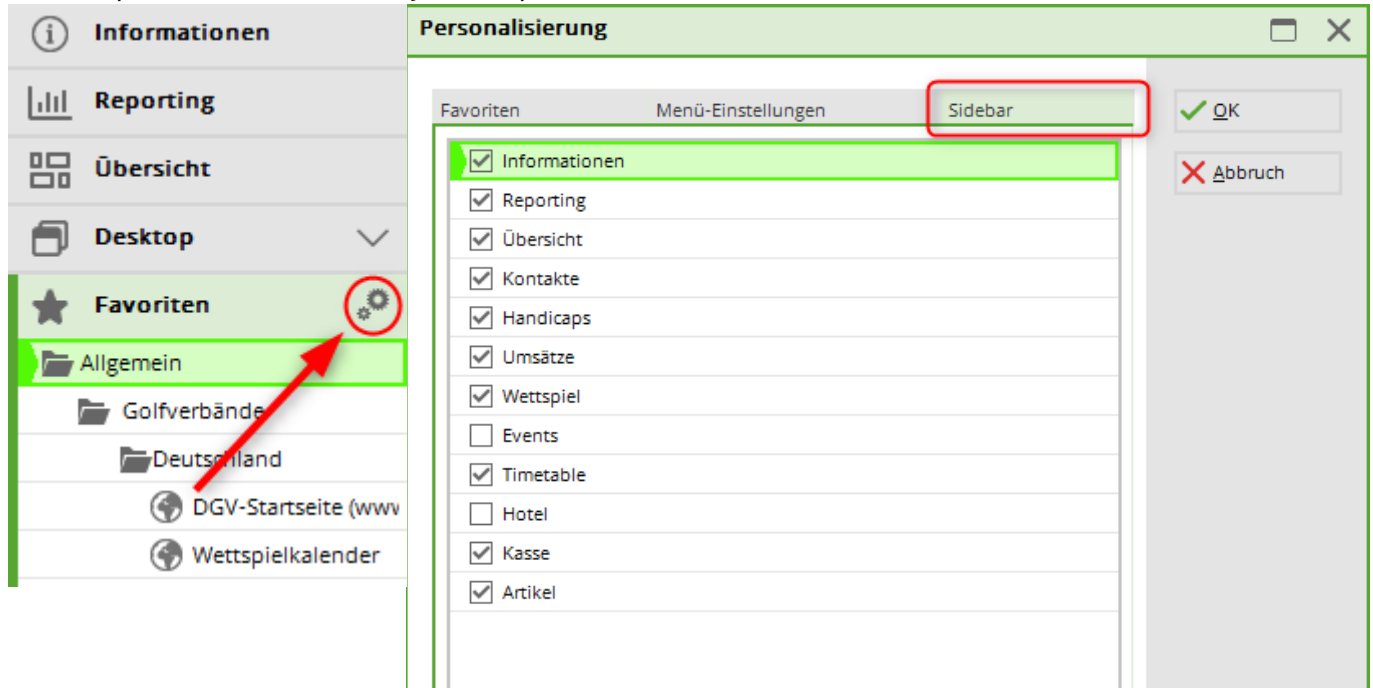 Informationen
Reporting
Übersicht
Desktop
Favoriten
Allgemein
Golfverbände
Deutschland
DGV-Startseite (www
Wettspielkalender
Personalisierung
Favoriten Menü-Einstellungen Sidebar
Informationen
Reporting
Übersicht
Kontakte
Handicaps
Umsätze
Wettspiel
Events
Timetable
Hotel
Kasse
Artikel
OK
Abbruch